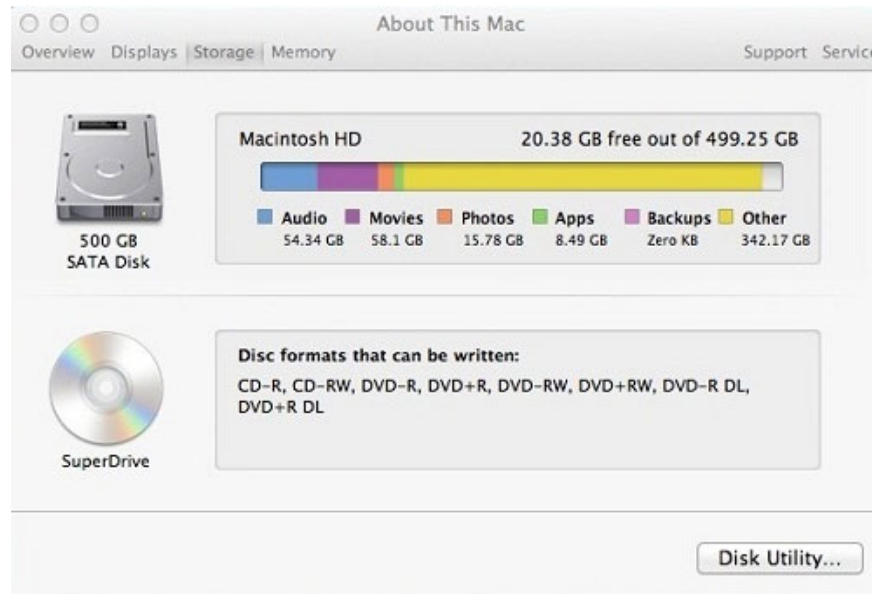 About This Mac
Overview Displays Storage Memory Support Service
Macintosh HD 20.38 GB free out of 499.25 GB
Audio Movies Photos Apps Backups Other
54.34 GB 58.1 GB 15.78 GB 8.49 GB Zero KB 342.17 GB
500 GB
SATA Disk
Disc formats that can be written:
CD-R, CD-RW, DVD-R, DVD+R, DVD-RW, DVD+RW, DVD-R DL,
DVD+R DL
SuperDrive
Disk Utility...